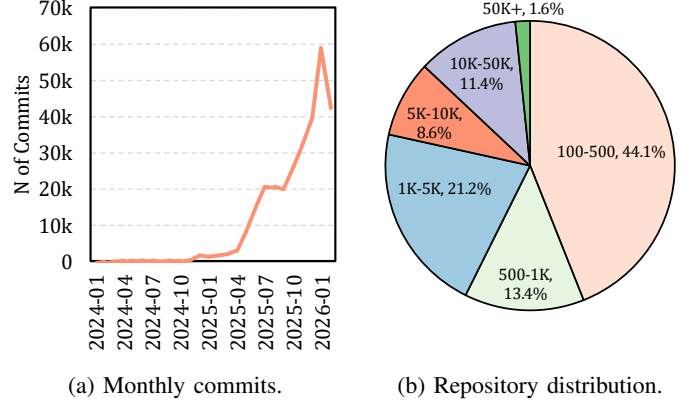 70k
60k
50k
40k
30k
20k
10k
0
N of Commits
2024-01
2024-04
2024-07
2024-10
2025-01
2025-04
2025-07
2025-10
2026-01
(a) Monthly commits.
50K+, 1.6%
10K-50K,
11.4%
5K-10K,
8.6%
100-500, 44.1%
1K-5K, 21.2%
500-1K,
13.4%
(b) Repository distribution.